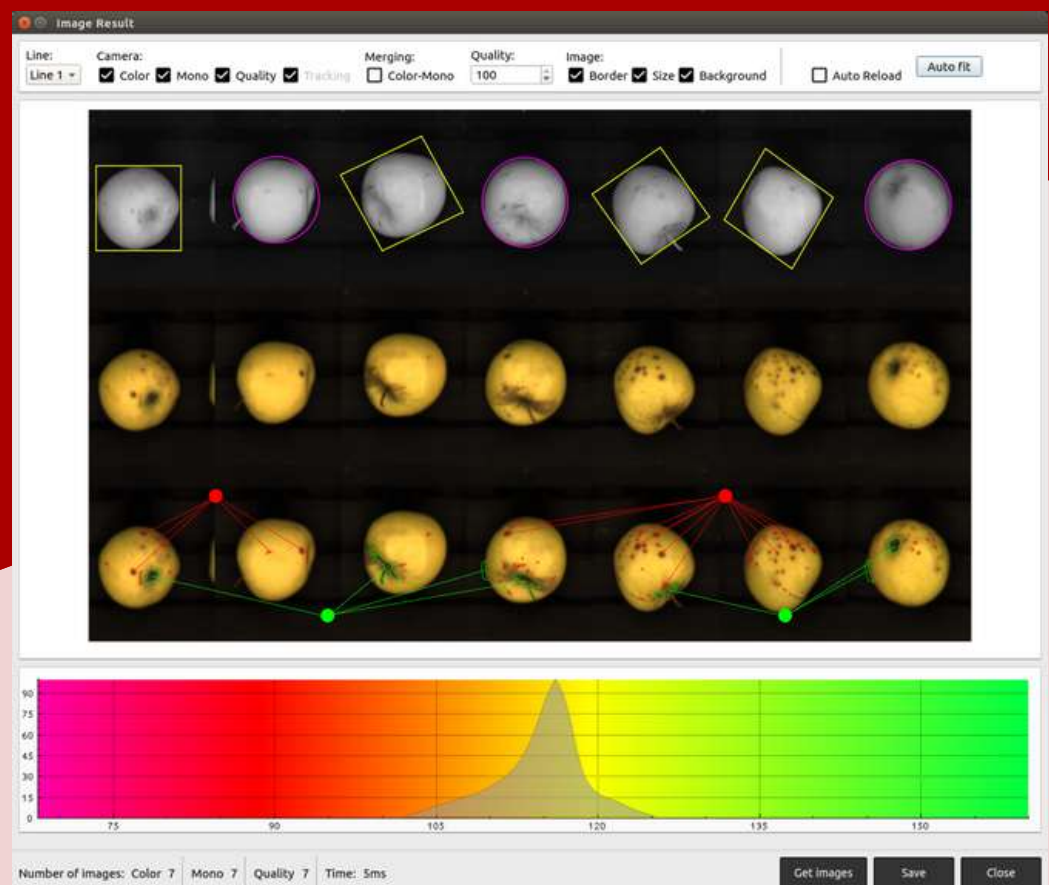 Image Result
Line: Camera: Merging: Quality: Image:
Line 1 Color Mono Quality Tracking Color-Mono 100 Border Size Background Auto Reload Auto fit
90
75
60
45
30
15
0
75 90 105 120 135 150
Number of images: Color 7 Mono 7 Quality 7 Time: 5ms Get images Save Close